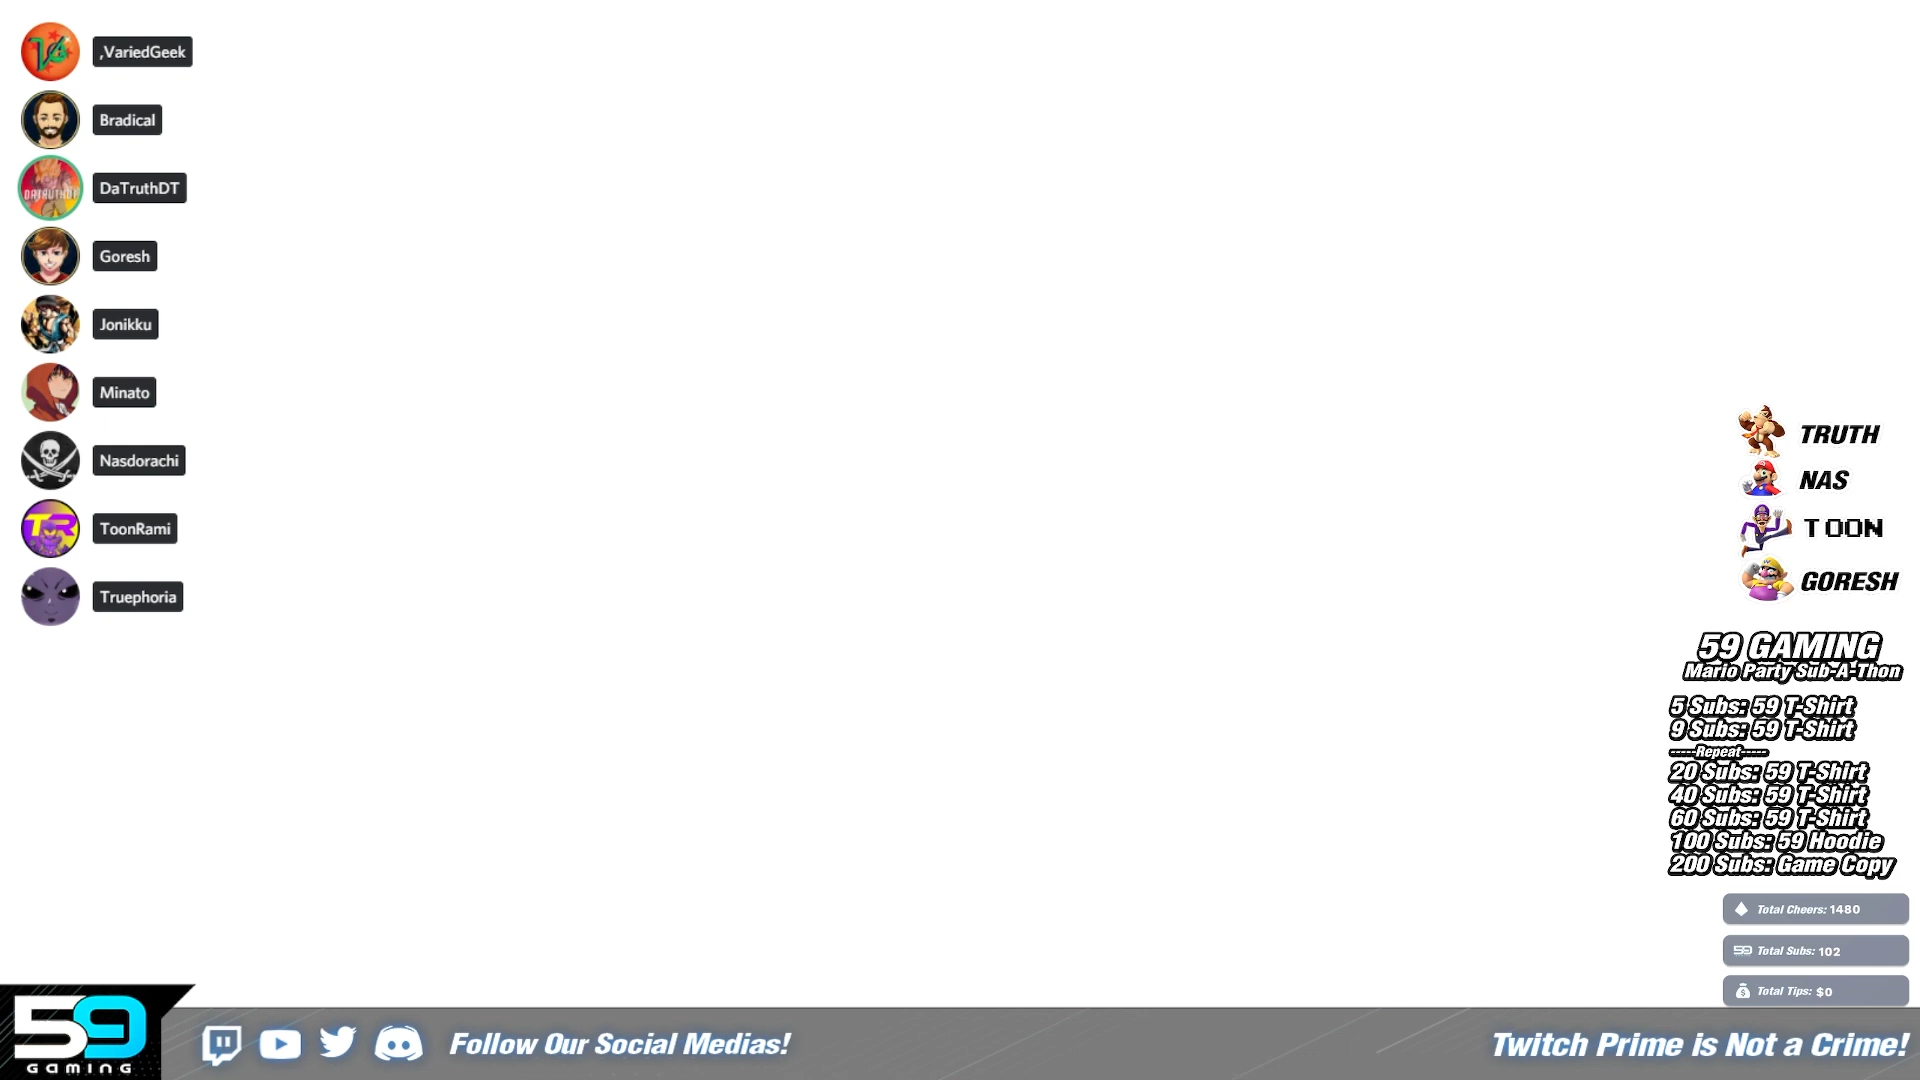 ,VariedGeek
Bradical
DATRUTHDT
DaTruthDT
Goresh
Jonikku
Minato
Nasdorachi
TR
ToonRami
Truephoria
TRUTH
NAS
TOON
GORESH
59 GAMING
Mario Party Sub-A-Thon
5 Subs: 59 T-Shirt
9 Subs: 59 T-Shirt
-----Repeat-----
20 Subs: 59 T-Shirt
40 Subs: 59 T-Shirt
60 Subs: 59 T-Shirt
100 Subs: 59 Hoodie
200 Subs: Game Copy
Total Cheers: 1480
59 Total Subs: 102
Total Tips: $0
59
GAMING
Follow Our Social Medias!
Twitch Prime is Not a Crime!